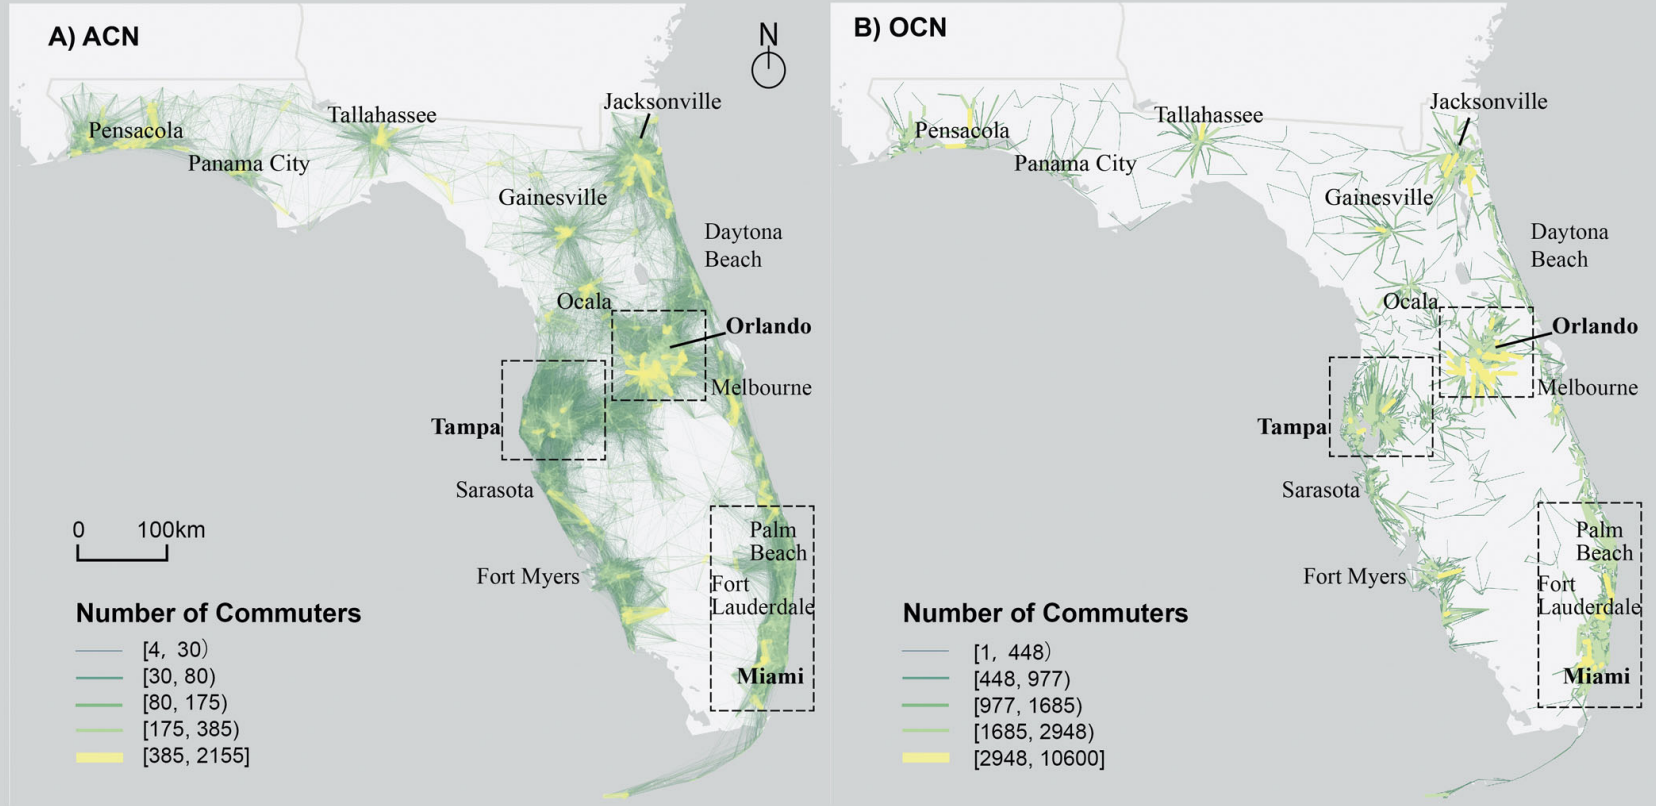 A) ACN
N
Jacksonville
Tallahassee
Pensacola
Panama City
Gainesville
Daytona
Beach
Ocala
Orlando
Melbourne
Tampa
Sarasota
0 100km
Palm
Beach
Fort Myers
Fort
Lauderdale
Miami
Number of Commuters
[4, 30)
[30, 80)
[80, 175)
[175, 385)
[385, 2155]
B) OCN
Jacksonville
Tallahassee
Pensacola
Panama City
Gainesville
Daytona
Beach
Ocala
Orlando
Melbourne
Tampa
Sarasota
Palm
Beach
Fort Myers
Fort
Lauderdale
Miami
Number of Commuters
[1, 448)
[448, 977)
[977, 1685)
[1685, 2948)
[2948, 10600]